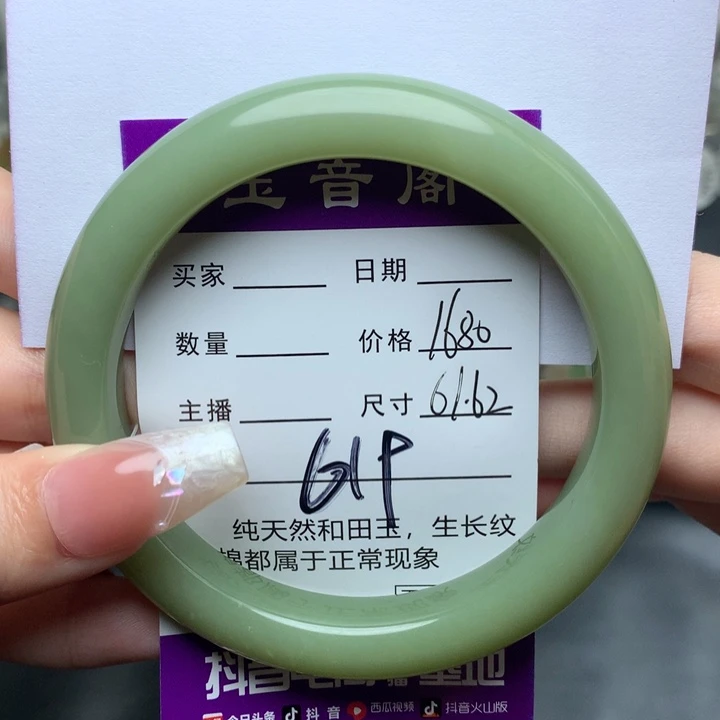 玉音阁
买家 日期
数量 价格 1680
主播 尺寸 61.62
61P
纯天然和田玉，生长纹
棉都属于正常现象
今日头条 抖音 西瓜视频 抖音火山版